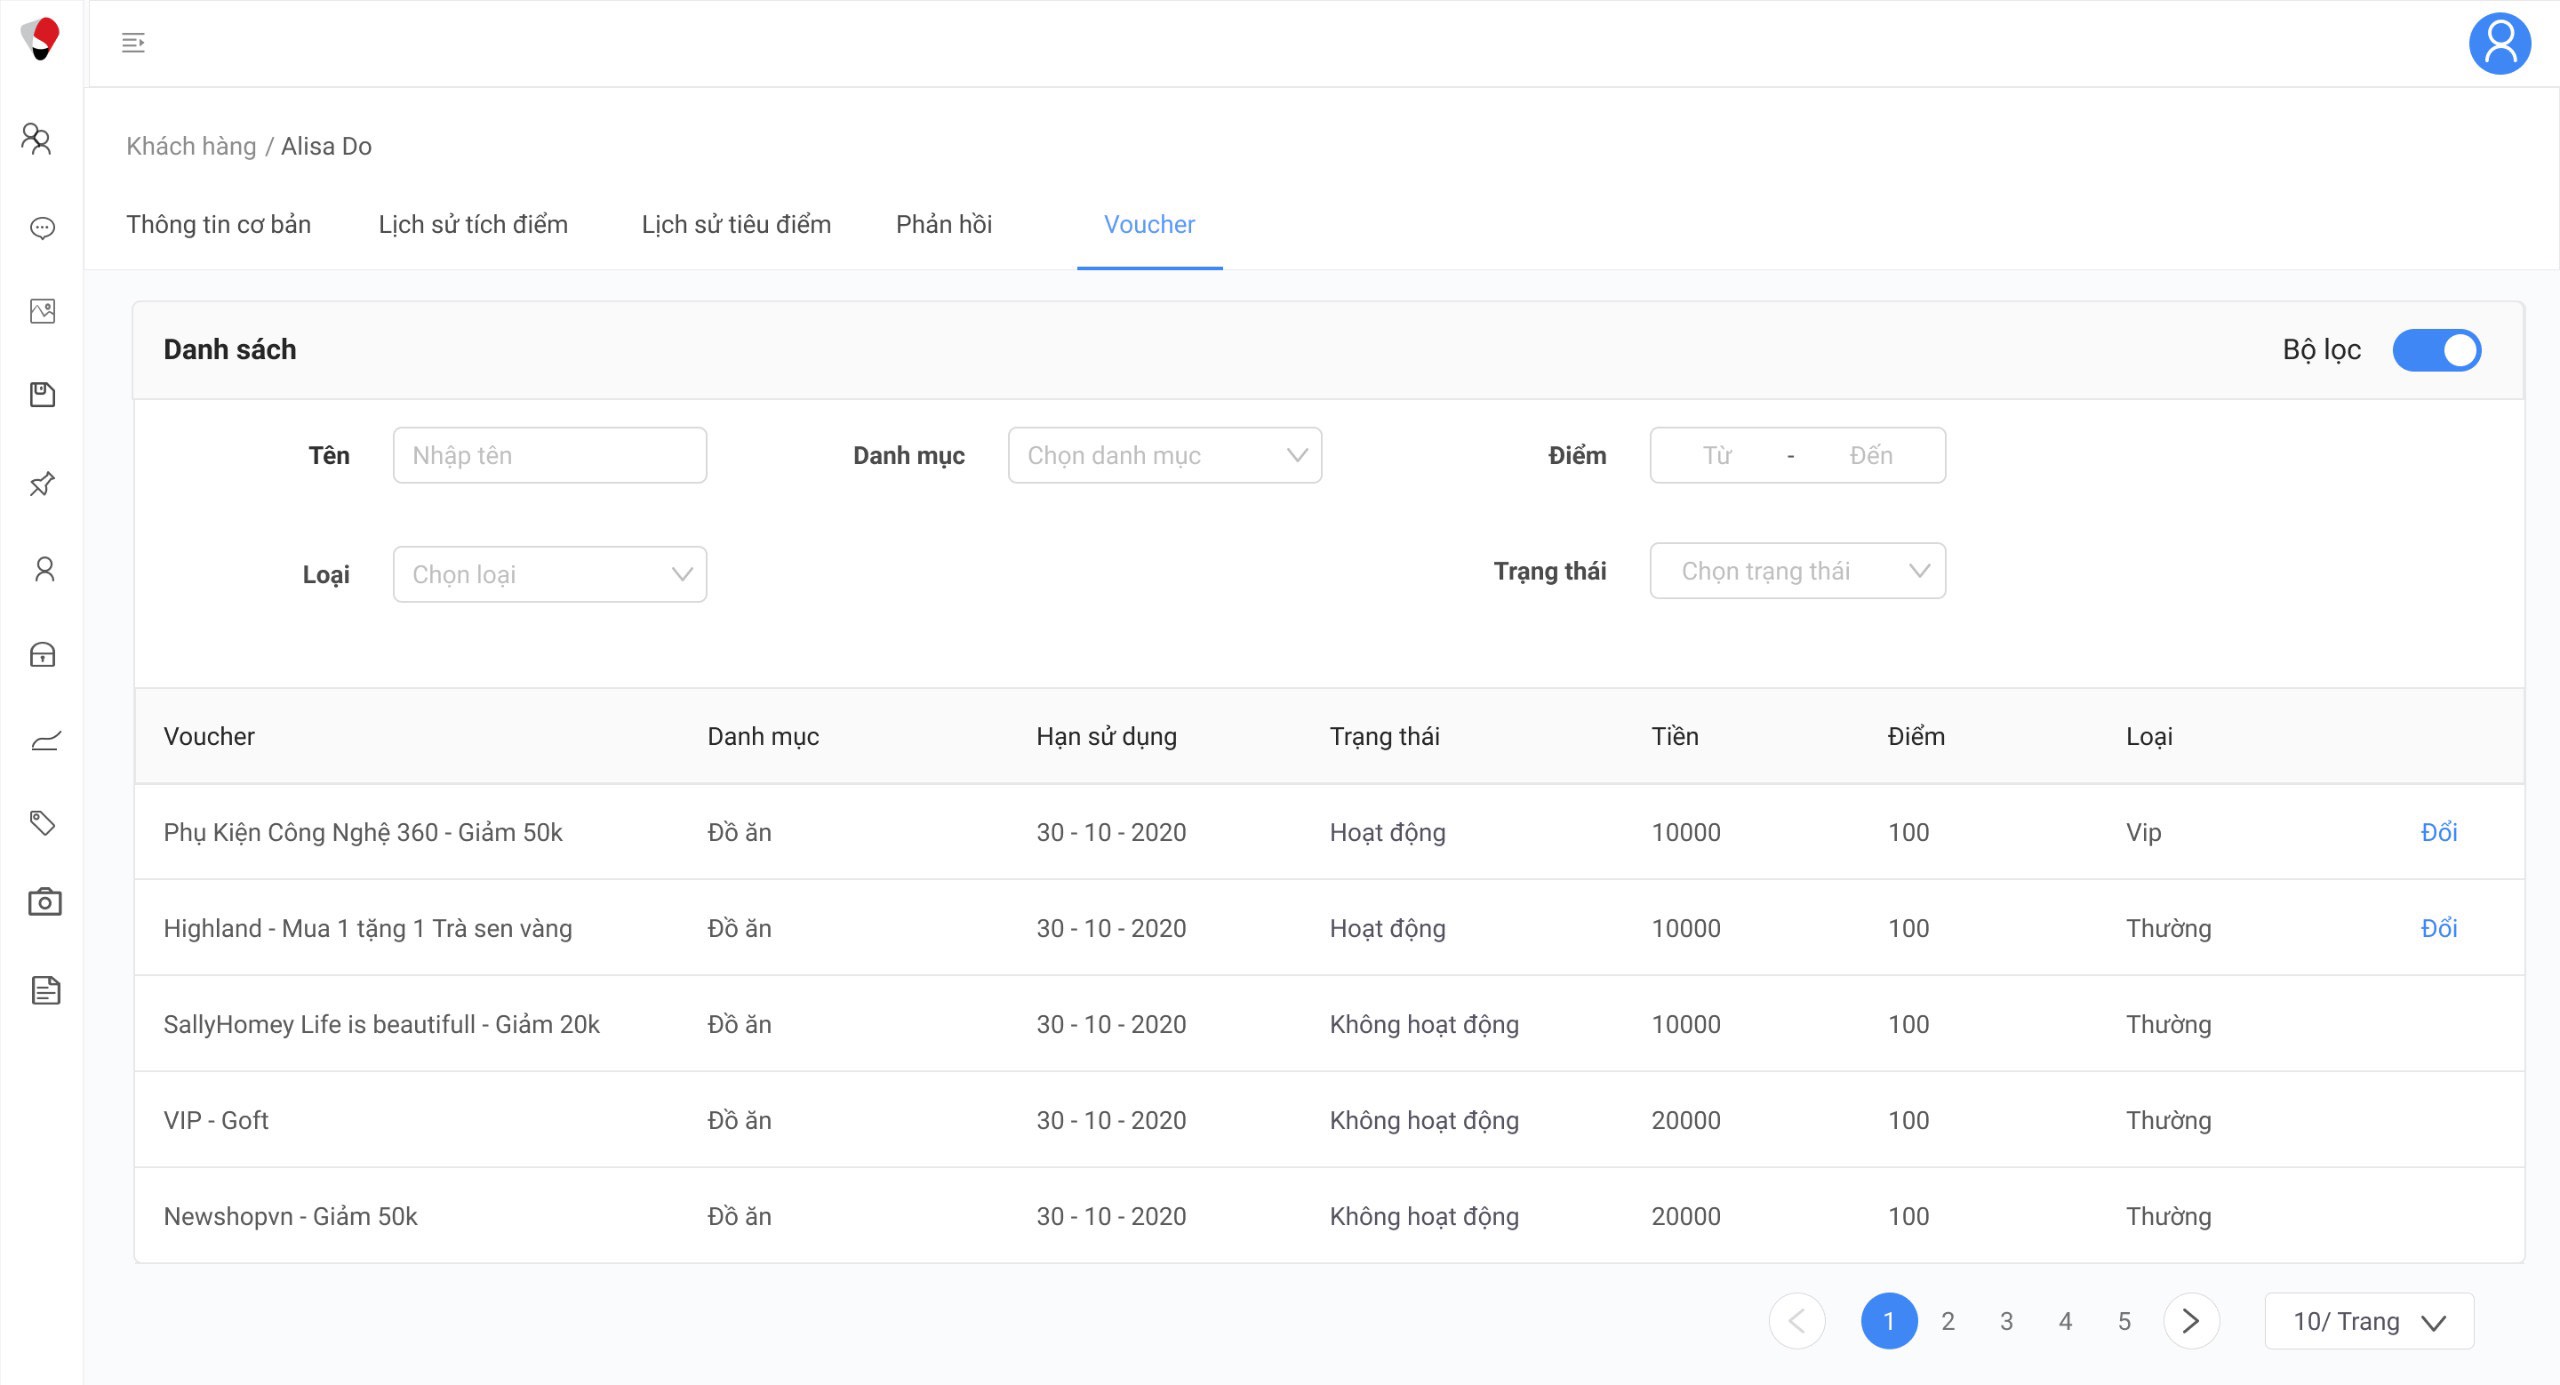 Khách hàng / Alisa Do
Thông tin cơ bản Lịch sử tích điểm Lịch sử tiêu điểm Phản hồi Voucher
Danh sách Bộ lọc
Tên Nhập tên Danh mục Chọn danh mục Điểm Từ - Đến
Loại Chọn loại Trạng thái Chọn trạng thái
Voucher Danh mục Hạn sử dụng Trạng thái Tiền Điểm Loại
Phụ Kiện Công Nghệ 360 - Giảm 50k Đồ ăn 30 - 10 - 2020 Hoạt động 10000 100 Vip Đổi
Highland - Mua 1 tặng 1 Trà sen vàng Đồ ăn 30 - 10 - 2020 Hoạt động 10000 100 Thường Đổi
SallyHomey Life is beautifull - Giảm 20k Đồ ăn 30 - 10 - 2020 Không hoạt động 10000 100 Thường
VIP - Goft Đồ ăn 30 - 10 - 2020 Không hoạt động 20000 100 Thường
Newshopvn - Giảm 50k Đồ ăn 30 - 10 - 2020 Không hoạt động 20000 100 Thường
1 2 3 4 5 10/ Trang